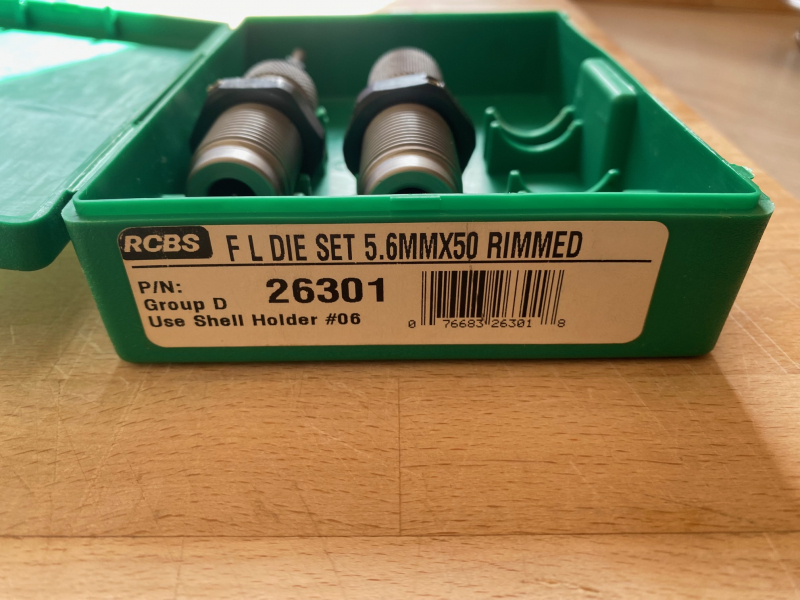 RCBS F L DIE SET 5.6MMX50 RIMMED
P/N: 26301
Group D
Use Shell Holder #06
0 76683 26301 8